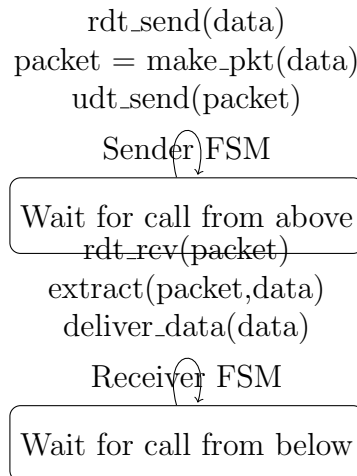 rdt_send(data)
packet = make_pkt(data)
udt_send(packet)
Sender FSM
Wait for call from above
rdt_rcv(packet)
extract(packet,data)
deliver_data(data)
Receiver FSM
Wait for call from below